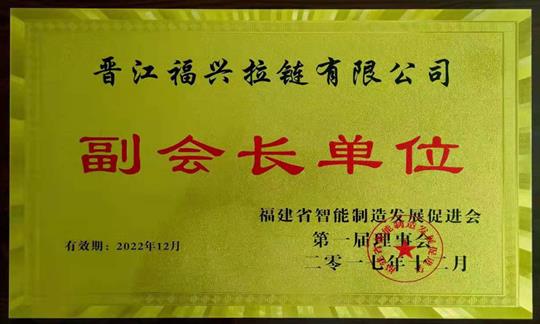 晋江福兴拉链有限公司
副会长单位
福建省智能制造发展促进会
有效期：2022年12月
第一届理事会
二零一七年十二月